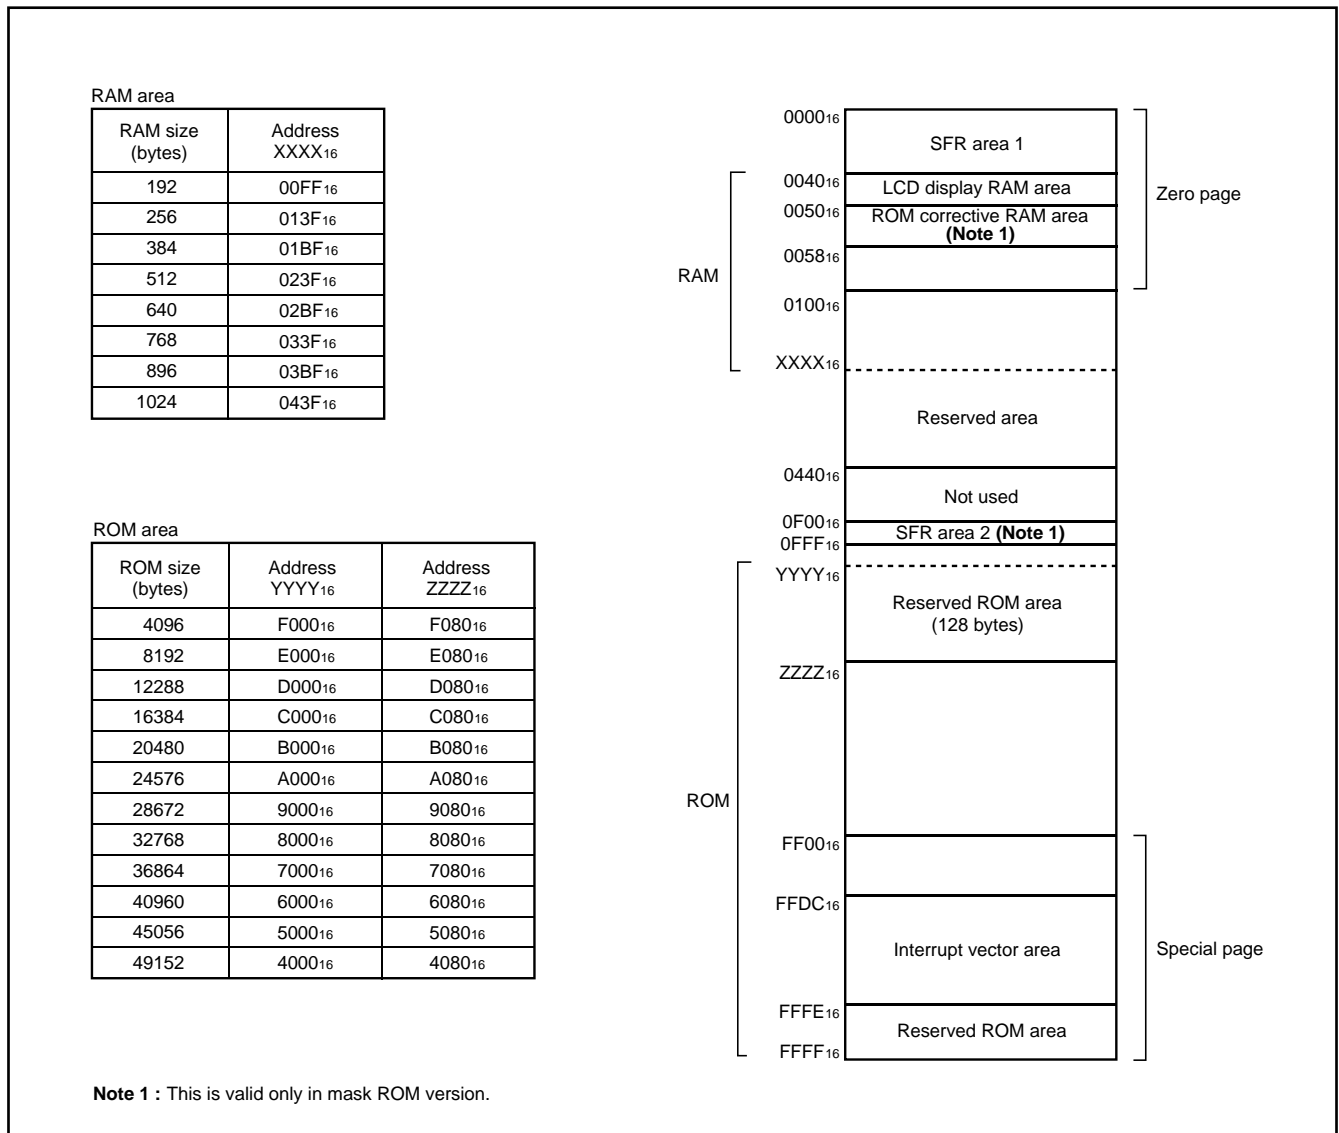 RAM area
RAM size (bytes) Address XXXX16
192 00FF16
256 013F16
384 01BF16
512 023F16
640 02BF16
768 033F16
896 03BF16
1024 043F16
ROM area
ROM size (bytes) Address YYYY16 Address ZZZZ16
4096 F00016 F08016
8192 E00016 E08016
12288 D00016 D08016
16384 C00016 C08016
20480 B00016 B08016
24576 A00016 A08016
28672 900016 908016
32768 800016 808016
36864 700016 708016
40960 600016 608016
45056 500016 508016
49152 400016 408016
000016
SFR area 1
004016
LCD display RAM area
Zero page
005016
ROM corrective RAM area
(Note 1)
005816
RAM
010016
XXXX16
Reserved area
044016
Not used
0F0016
SFR area 2 (Note 1)
0FFF16
YYYY16
Reserved ROM area
(128 bytes)
ZZZZ16
ROM
FF0016
FFDC16
Interrupt vector area
Special page
FFFE16
Reserved ROM area
FFFF16
Note 1 : This is valid only in mask ROM version.